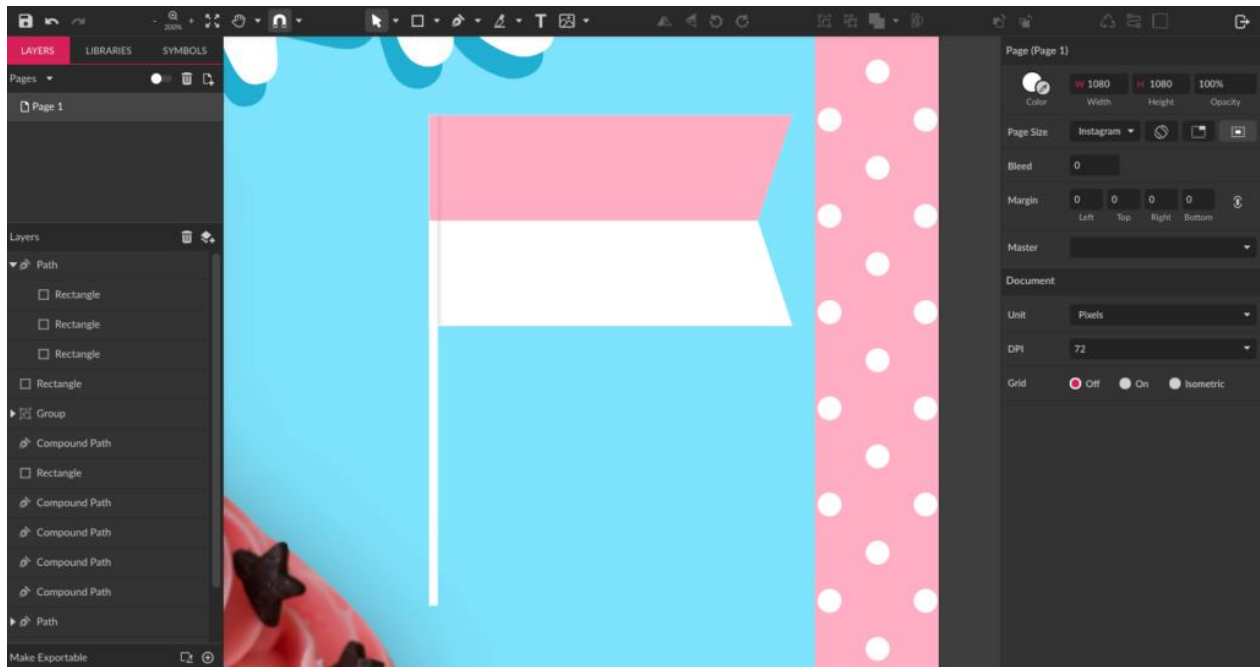 - 200% +
T
LAYERS LIBRARIES SYMBOLS
Pages
Page 1
Layers
Path
Rectangle
Rectangle
Rectangle
Rectangle
Group
Compound Path
Rectangle
Compound Path
Compound Path
Compound Path
Compound Path
Path
Make Exportable
Page (Page 1)
W 1080 H 1080 100%
Color Width Height Opacity
Page Size Instagram
Bleed 0
Margin 0 0 0 0
Left Top Right Bottom
Master
Document
Unit Pixels
DPI 72
Grid Off On Isometric